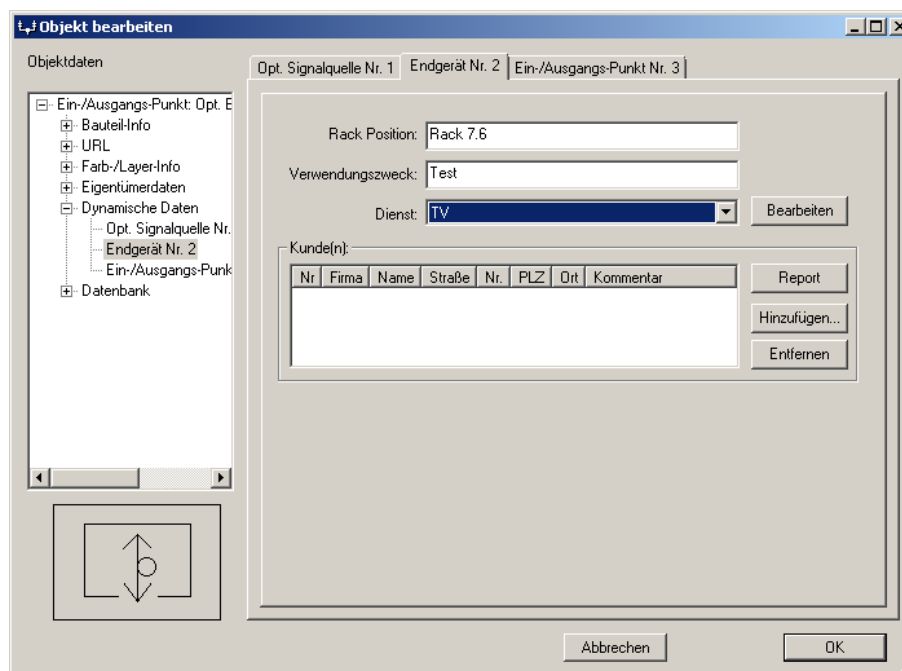 Objekt bearbeiten
Objektdaten
Opt. Signalquelle Nr. 1 Endgerät Nr. 2 Ein-/Ausgangs-Punkt Nr. 3
Ein-/Ausgangs-Punkt: Opt. E
Bauteil-Info
URL
Farb-/Layer-Info
Eigentümerdaten
Dynamische Daten
Opt. Signalquelle Nr.
Endgerät Nr. 2
Ein-/Ausgangs-Punk
Datenbank
Rack Position: Rack 7.6
Verwendungszweck: Test
Dienst: TV Bearbeiten
Kunde(n):
Nr Firma Name Straße Nr. PLZ Ort Kommentar
Report
Hinzufügen...
Entfernen
Abbrechen OK